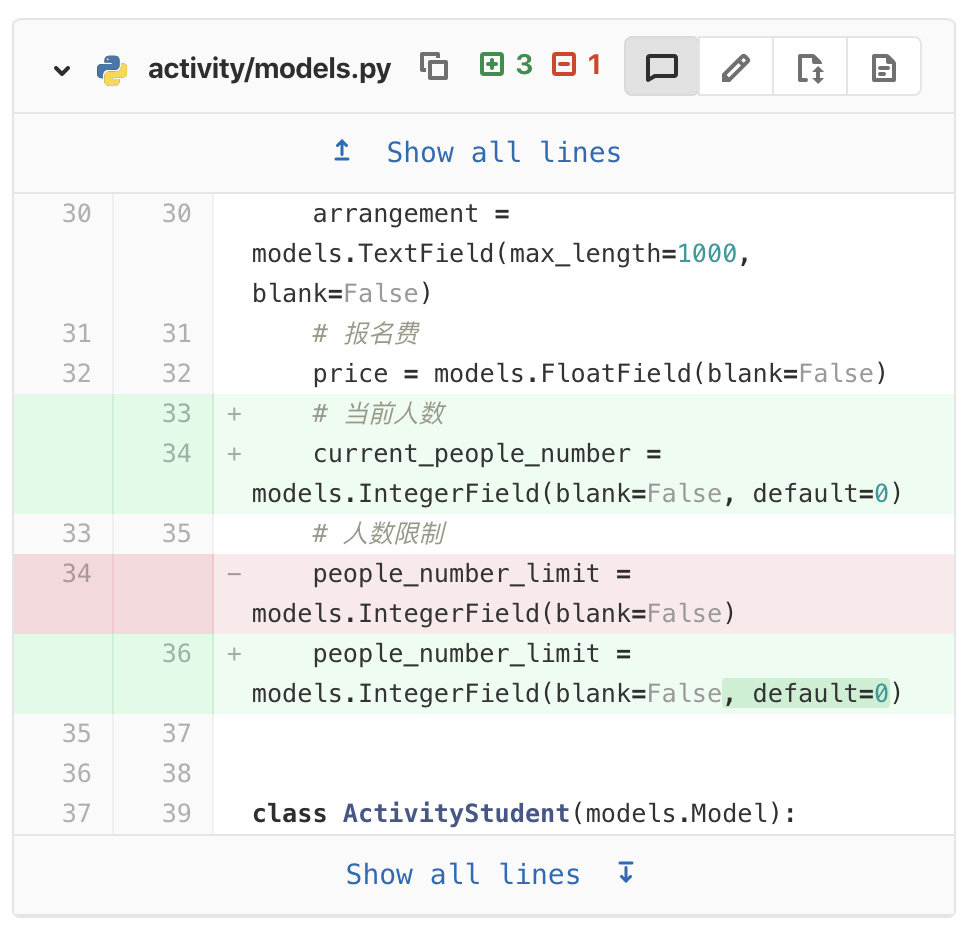 activity/models.py 3 1
Show all lines
30 30 arrangement =
models.TextField(max_length=1000,
blank=False)
31 31 # 报名费
32 32 price = models.FloatField(blank=False)
33 + # 当前人数
34 + current_people_number =
models.IntegerField(blank=False, default=0)
33 35 # 人数限制
34 − people_number_limit =
models.IntegerField(blank=False)
36 + people_number_limit =
models.IntegerField(blank=False, default=0)
35 37
36 38
37 39 class ActivityStudent(models.Model):
Show all lines